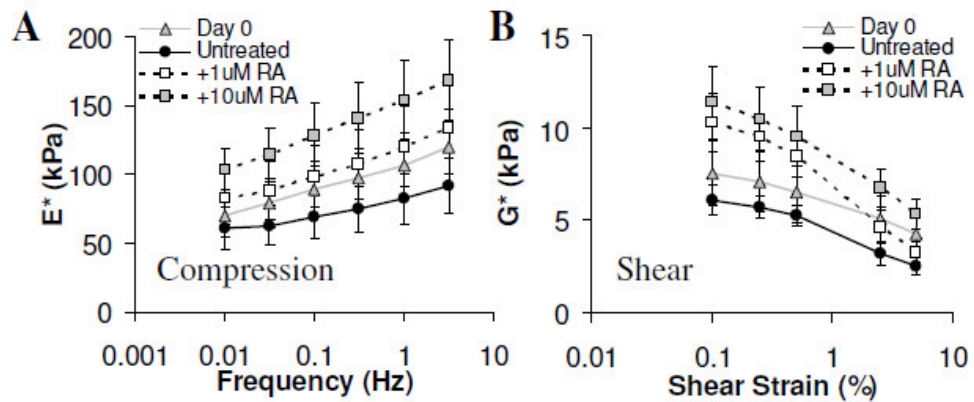 A
E* (kPa)
200
150
100
50
0
Day 0
Untreated
+1uM RA
+10uM RA
Compression
0.001 0.01 0.1 1 10
Frequency (Hz)
B
G* (kPa)
15
10
5
0
Day 0
Untreated
+1uM RA
+10uM RA
Shear
0.01 0.1 1 10
Shear Strain (%)